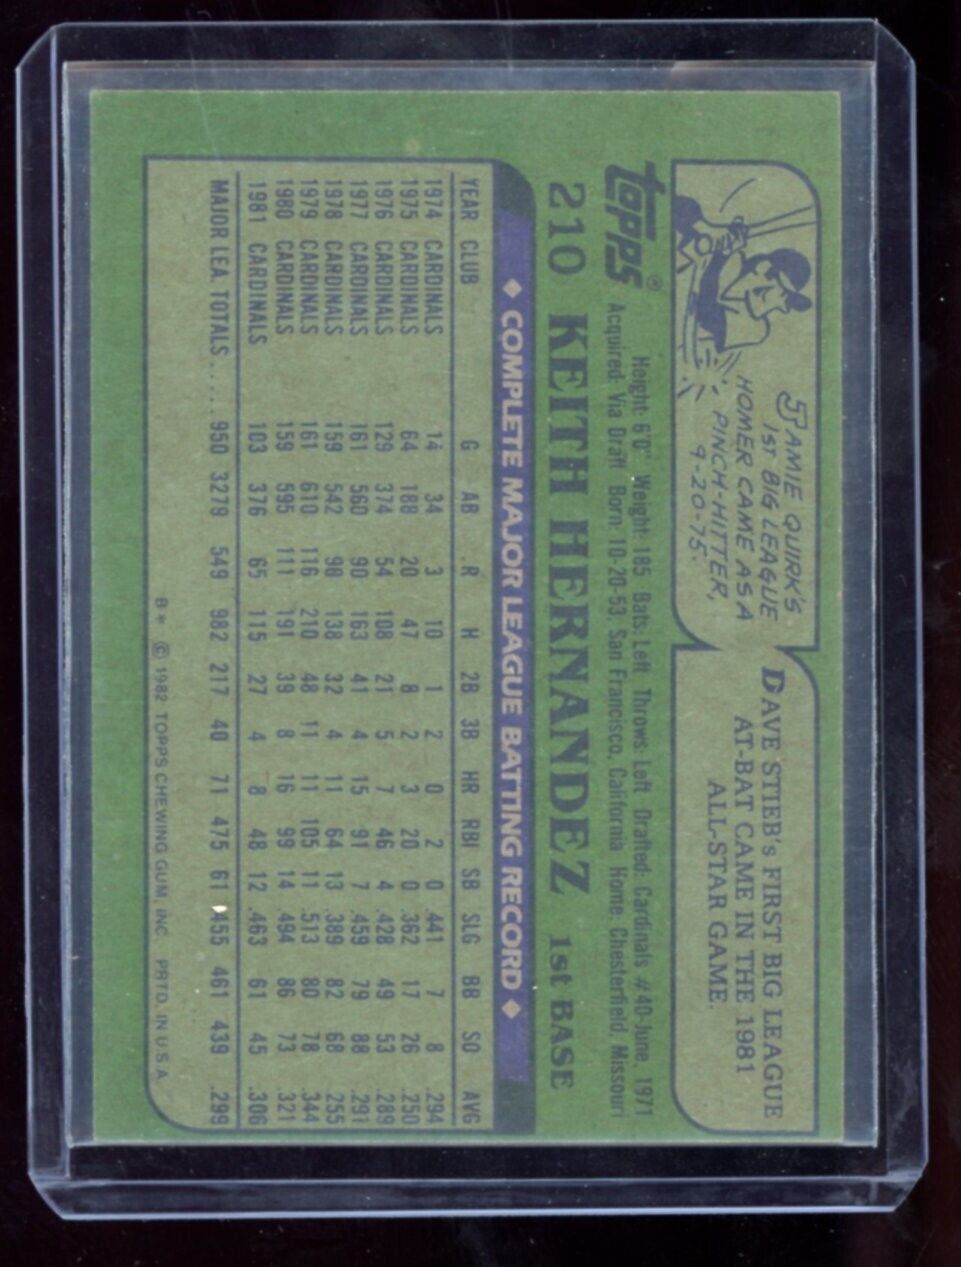 JAMIE QUIRK'S
1ST BIG LEAGUE
HOMER CAME AS A
PINCH-HITTER,
9-20-75.
DAVE STIEB's FIRST BIG LEAGUE
AT-BAT CAME IN THE 1981
ALL-STAR GAME.
topps®
Height: 6'0" Weight: 185 Bats: Left Throws: Left Drafted: Cardinals #40-June, 1971
Acquired: Via Draft Born: 10-20-53, San Francisco, California Home: Chesterfield, Missouri
210 KEITH HERNANDEZ 1st BASE
♦ COMPLETE MAJOR LEAGUE BATTING RECORD ♦
YEAR CLUB G AB R H 2B 3B HR RBI SB SLG BB SO AVG
1974 CARDINALS 14 34 3 10 1 2 0 2 0 .441 7 8 .294
1975 CARDINALS 64 188 20 47 8 2 3 20 0 .362 17 26 .250
1976 CARDINALS 129 374 54 108 21 5 7 46 4 .428 49 53 .289
1977 CARDINALS 161 560 90 163 41 4 15 91 7 .459 79 88 .291
1978 CARDINALS 159 542 90 138 32 4 11 64 13 .389 82 68 .255
1979 CARDINALS 161 610 116 210 48 11 11 105 11 .513 80 78 .344
1980 CARDINALS 159 595 111 191 39 8 16 99 14 .494 86 73 .321
1981 CARDINALS 103 376 65 115 27 4 8 48 12 .463 61 45 .306
MAJOR LEA. TOTALS..... 950 3279 549 982 217 40 71 475 61 .455 461 439 .299
B* © 1982 TOPPS CHEWING GUM, INC. PRTD. IN U.S.A.